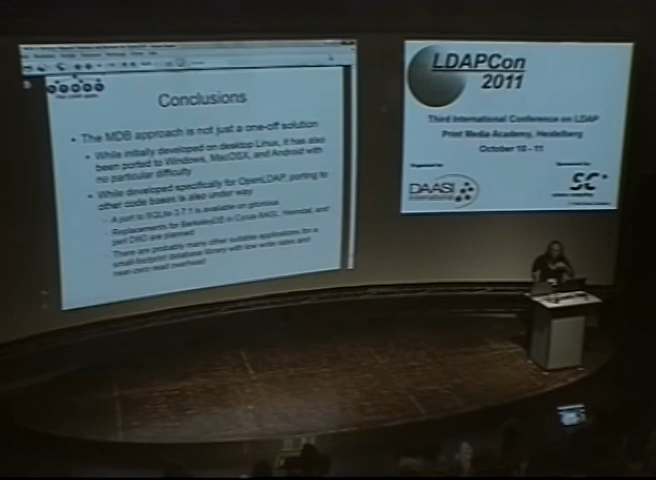 Conclusions
• The MDB approach is not just a one-off solution
• While initially developed on desktop Linux, it has also
been ported to Windows, MacOSX, and Android with
no particular difficulty
• While developed specifically for OpenLDAP, porting to
other code bases is also under way
- A port to SQLite 3.7.1 is available on gitorious
- Replacements for BerkeleyDB in Cyrus SASL, Heimdal, and
are planned
- There are probably many other suitable applications for a
small-footprint database library with low write rates and
near-zero read overhead
LDAPCon
2011
Third International Conference on LDAP
Print Media Academy, Heidelberg
October 10 - 11
Organized by:
Sponsored by:
DAASI
International